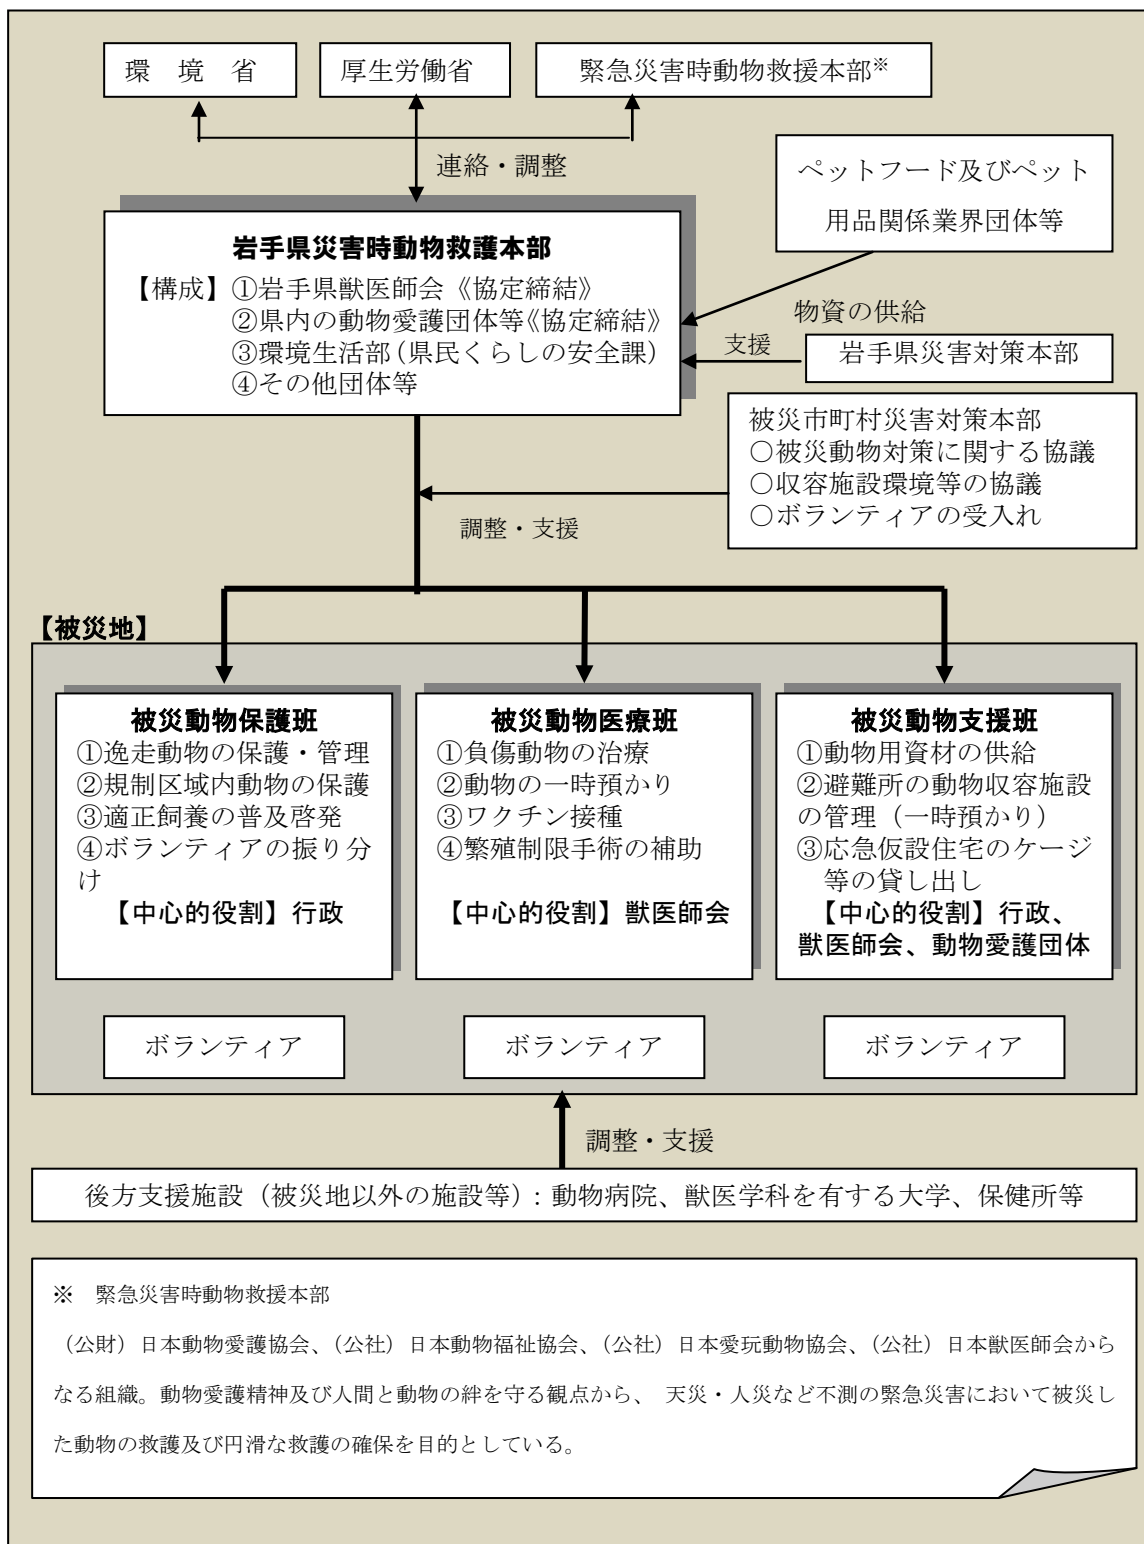 環 境 省
厚生労働省
緊急災害時動物救援本部※
連絡・調整
ペットフード及びペット
用品関係業界団体等
岩手県災害時動物救護本部
【構成】①岩手県獣医師会《協定締結》
②県内の動物愛護団体等《協定締結》
③環境生活部(県民くらしの安全課)
④その他団体等
物資の供給
支援
岩手県災害対策本部
被災市町村災害対策本部
○被災動物対策に関する協議
○収容施設環境等の協議
○ボランティアの受入れ
調整・支援
【被災地】
被災動物保護班
①逸走動物の保護・管理
②規制区域内動物の保護
③適正飼養の普及啓発
④ボランティアの振り分
け
【中心的役割】行政
被災動物医療班
①負傷動物の治療
②動物の一時預かり
③ワクチン接種
④繁殖制限手術の補助
【中心的役割】獣医師会
被災動物支援班
①動物用資材の供給
②避難所の動物収容施設
の管理(一時預かり)
③応急仮設住宅のケージ
等の貸し出し
【中心的役割】行政、
獣医師会、動物愛護団体
ボランティア
ボランティア
ボランティア
調整・支援
後方支援施設(被災地以外の施設等):動物病院、獣医学科を有する大学、保健所等
※ 緊急災害時動物救援本部
(公財)日本動物愛護協会、(公社)日本動物福祉協会、(公社)日本愛玩動物協会、(公社)日本獣医師会から
なる組織。動物愛護精神及び人間と動物の絆を守る観点から、 天災・人災など不測の緊急災害において被災し
た動物の救護及び円滑な救護の確保を目的としている。